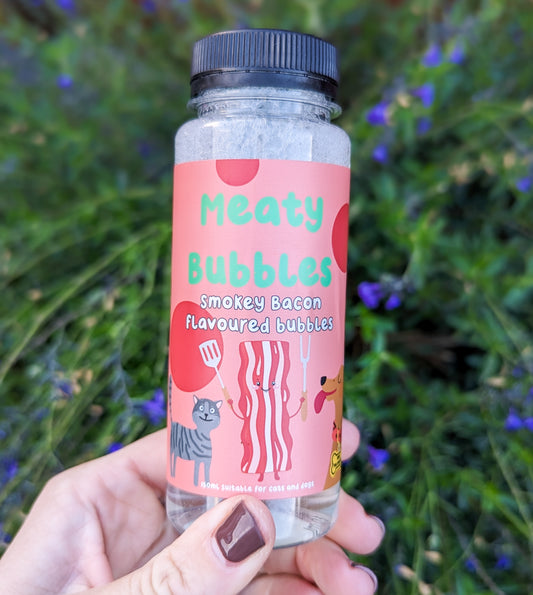 Meaty
Bubbles
Smokey Bacon
flavoured bubbles
150ml suitable for cats and dogs